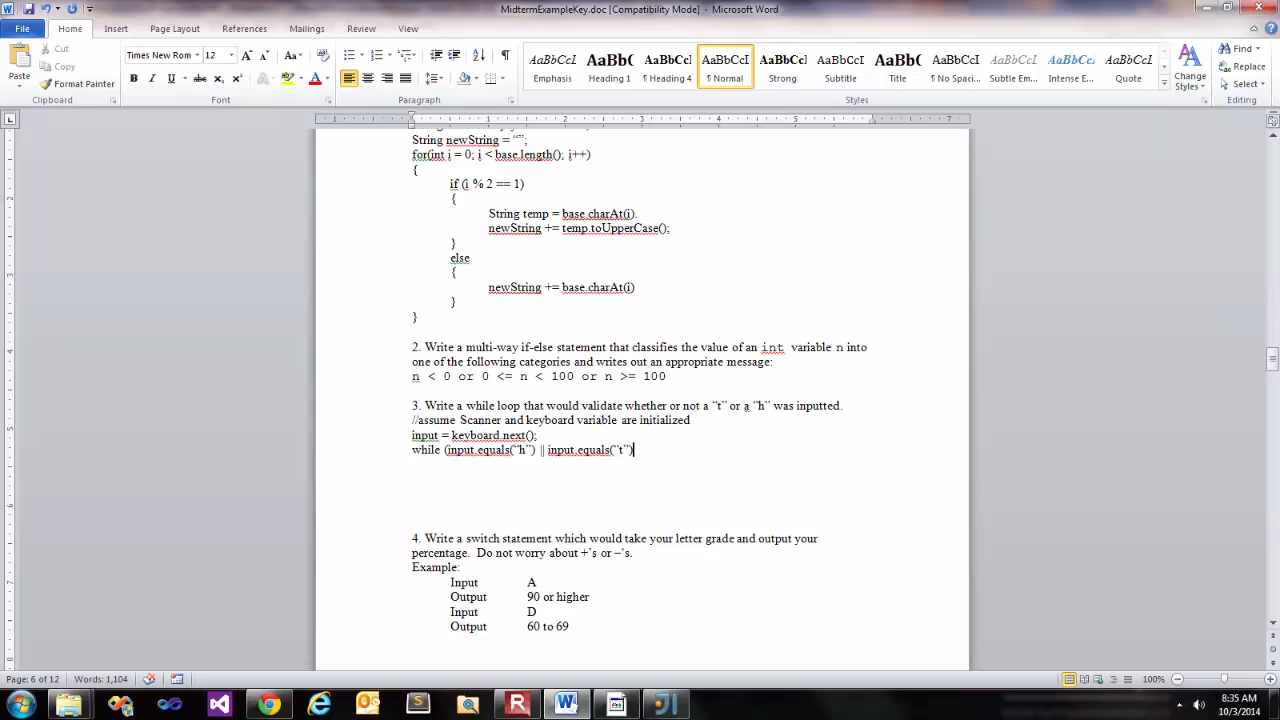 MidtermExampleKey.doc [Compatibility Mode] - Microsoft Word
File Home Insert Page Layout References Mailings Review View
Paste Cut Copy Format Painter Clipboard
Times New Rom 12 Aa Font
Paragraph
AaBbCcl Emphasis AaBbC Heading 1 AaBbCc ¶ Heading 4 AaBbCcI ¶ Normal AaBbCc Strong AaBbCcl Subtitle AaBb( Title AaBbCcI ¶ No Spaci... AaBbCcI Subtle Em... AaBbCcI Intense E... AaBbCcl Quote
Change Styles Styles
Find Replace Select Editing
String newString = “”;
for(int i = 0; i < base.length(); i++)
{
if (i % 2 == 1)
{
String temp = base.charAt(i).
newString += temp.toUpperCase();
}
else
{
newString += base.charAt(i)
}
}
2. Write a multi-way if-else statement that classifies the value of an int variable n into
one of the following categories and writes out an appropriate message:
n < 0 or 0 <= n < 100 or n >= 100
3. Write a while loop that would validate whether or not a “t” or a “h” was inputted.
//assume Scanner and keyboard variable are initialized
input = keyboard.next();
while (input.equals(“h”) || input.equals(“t”)
4. Write a switch statement which would take your letter grade and output your
percentage. Do not worry about +’s or –‘s.
Example:
Input A
Output 90 or higher
Input D
Output 60 to 69
Page: 6 of 12 Words: 1,104 100%
8:35 AM
10/3/2014